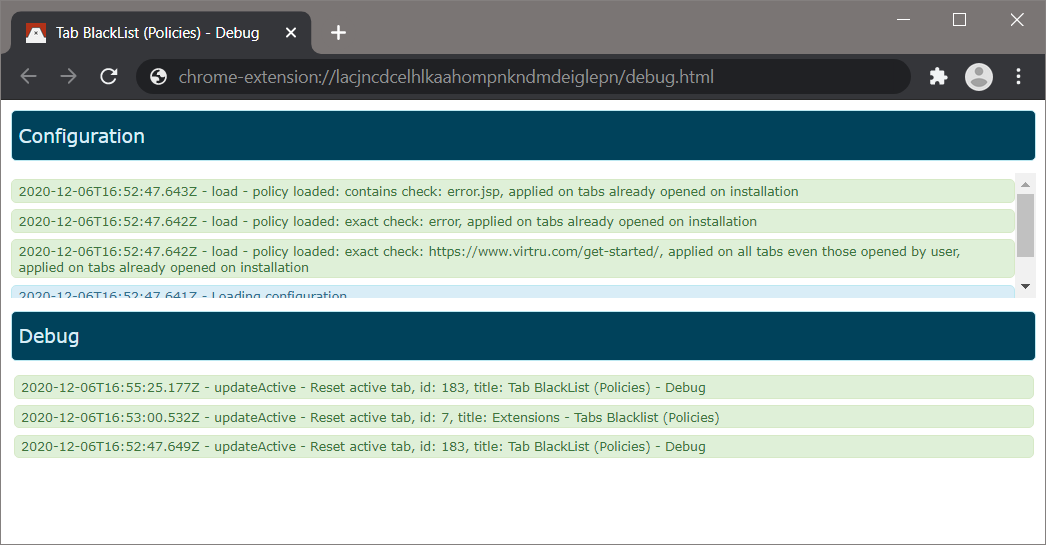 Tab BlackList (Policies) - Debug
chrome-extension://lacjncdcelhlkaahompnkndmdeiglepn/debug.html
Configuration
2020-12-06T16:52:47.643Z - load - policy loaded: contains check: error.jsp, applied on tabs already opened on installation
2020-12-06T16:52:47.642Z - load - policy loaded: exact check: error, applied on tabs already opened on installation
2020-12-06T16:52:47.642Z - load - policy loaded: exact check: https://www.virtru.com/get-started/, applied on all tabs even those opened by user,
applied on tabs already opened on installation
2020-12-06T16:52:47.641Z - Loading configuration
Debug
2020-12-06T16:55:25.177Z - updateActive - Reset active tab, id: 183, title: Tab BlackList (Policies) - Debug
2020-12-06T16:53:00.532Z - updateActive - Reset active tab, id: 7, title: Extensions - Tabs Blacklist (Policies)
2020-12-06T16:52:47.649Z - updateActive - Reset active tab, id: 183, title: Tab BlackList (Policies) - Debug